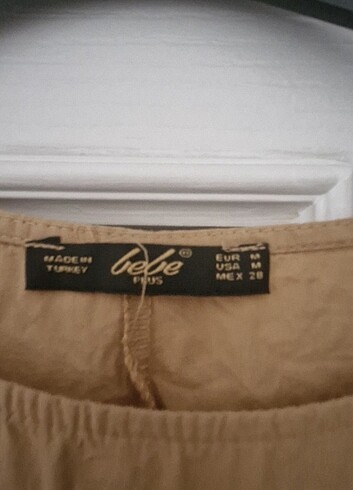 MADE IN
TURKEY
bebe®
PLUS
EUR M
USA M
MEX 28